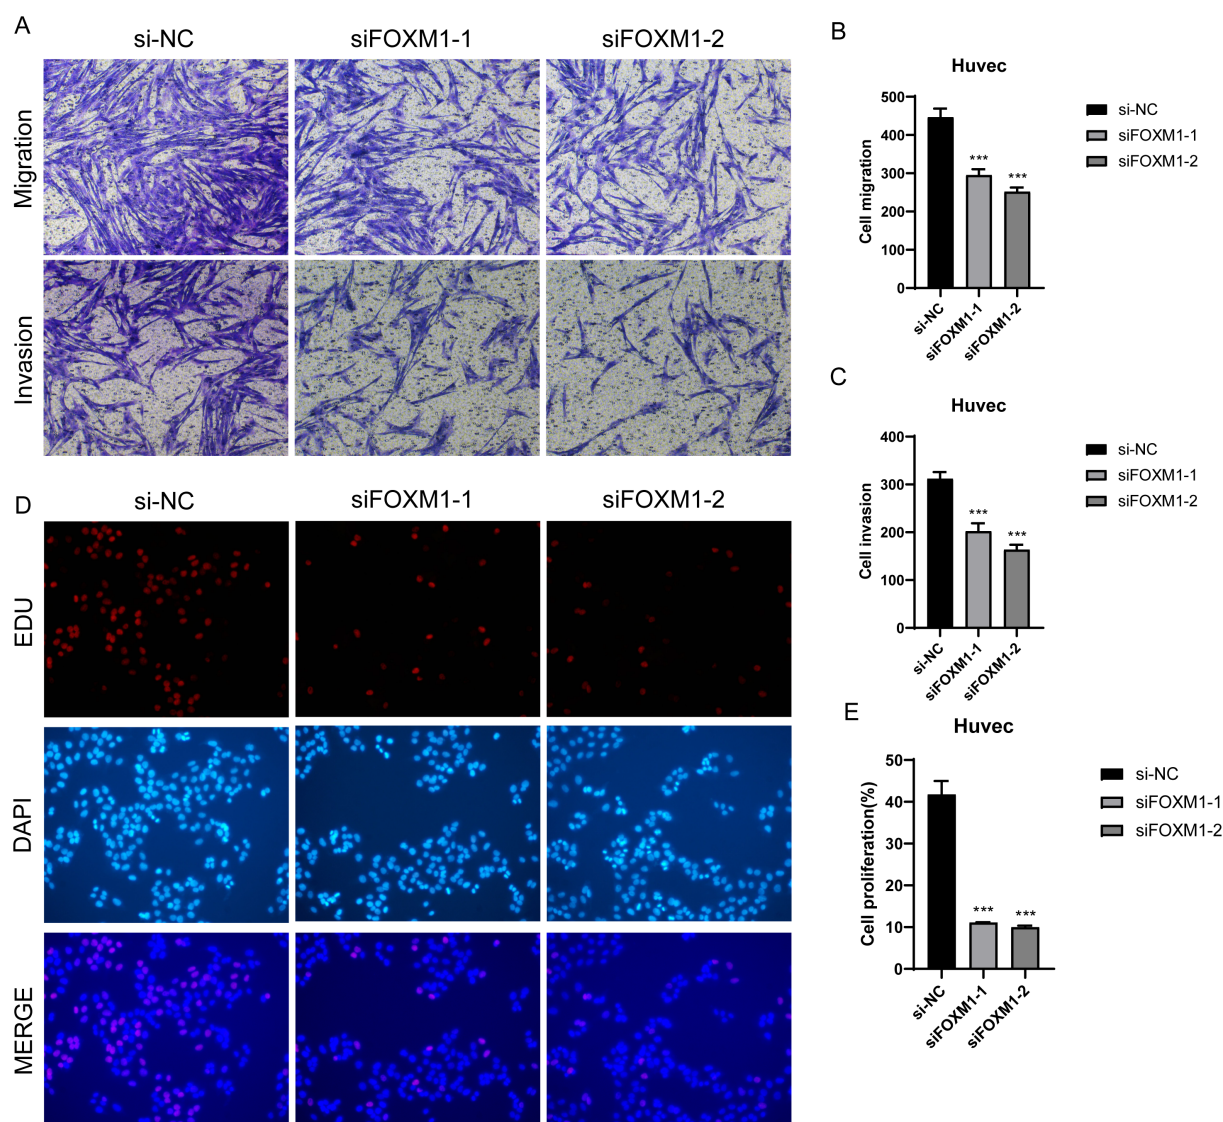 A
si-NC siFOXM1-1 siFOXM1-2
Migration
Invasion
B
Huvec
Cell migration
500
400
300
200
100
0
***
***
si-NC
siFOXM1-1
siFOXM1-2
si-NC
siFOXM1-1
siFOXM1-2
C
Huvec
Cell invasion
400
300
200
100
0
***
***
si-NC
siFOXM1-1
siFOXM1-2
si-NC
siFOXM1-1
siFOXM1-2
D
si-NC siFOXM1-1 siFOXM1-2
EDU
DAPI
MERGE
E
Huvec
Cell proliferation(%)
50
40
30
20
10
0
***
***
si-NC
siFOXM1-1
siFOXM1-2
si-NC
siFOXM1-1
siFOXM1-2